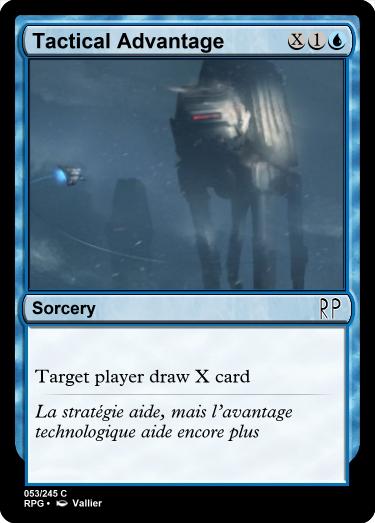 Tactical Advantage X 1
Sorcery RP
Target player draw X card
La stratégie aide, mais l'avantage
technologique aide encore plus
053/245 C
RPG • Vallier